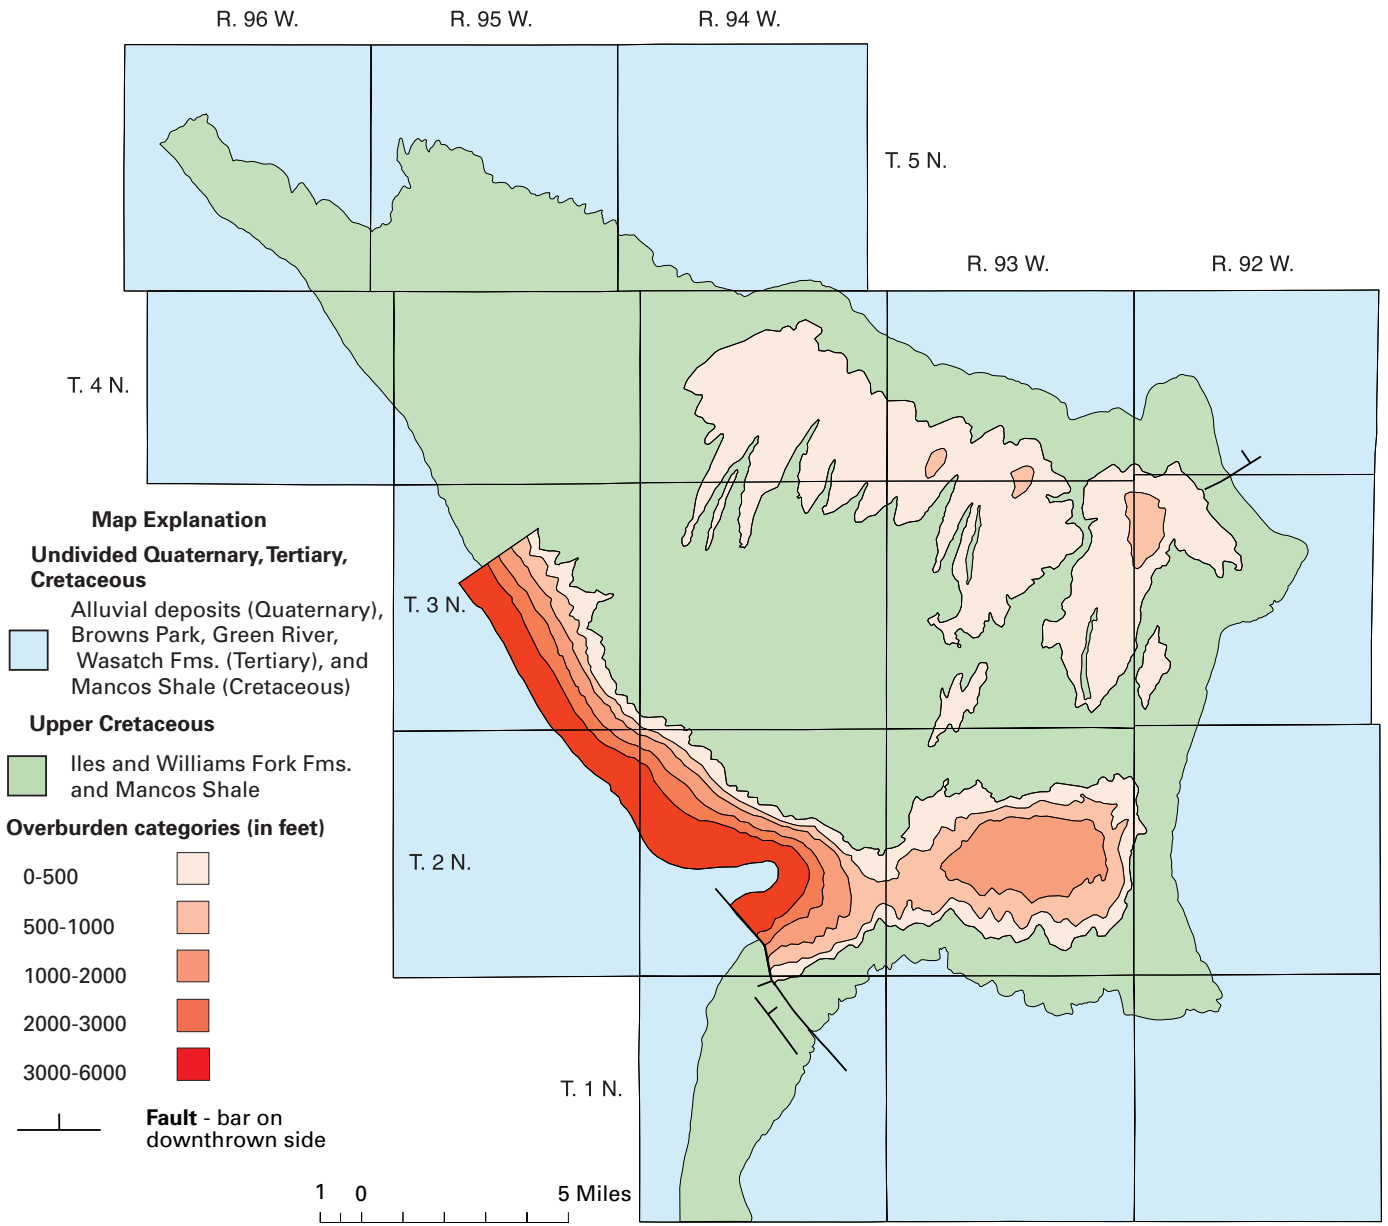 R. 96 W.
R. 95 W.
R. 94 W.
T. 5 N.
R. 93 W.
R. 92 W.
T. 4 N.
Map Explanation
Undivided Quaternary, Tertiary,
Cretaceous
Alluvial deposits (Quaternary),
Browns Park, Green River,
Wasatch Fms. (Tertiary), and
Mancos Shale (Cretaceous)
T. 3 N.
Upper Cretaceous
Iles and Williams Fork Fms.
and Mancos Shale
Overburden categories (in feet)
0-500
500-1000
1000-2000
2000-3000
3000-6000
T. 2 N.
T. 1 N.
Fault - bar on
downthrown side
1 0 5 Miles